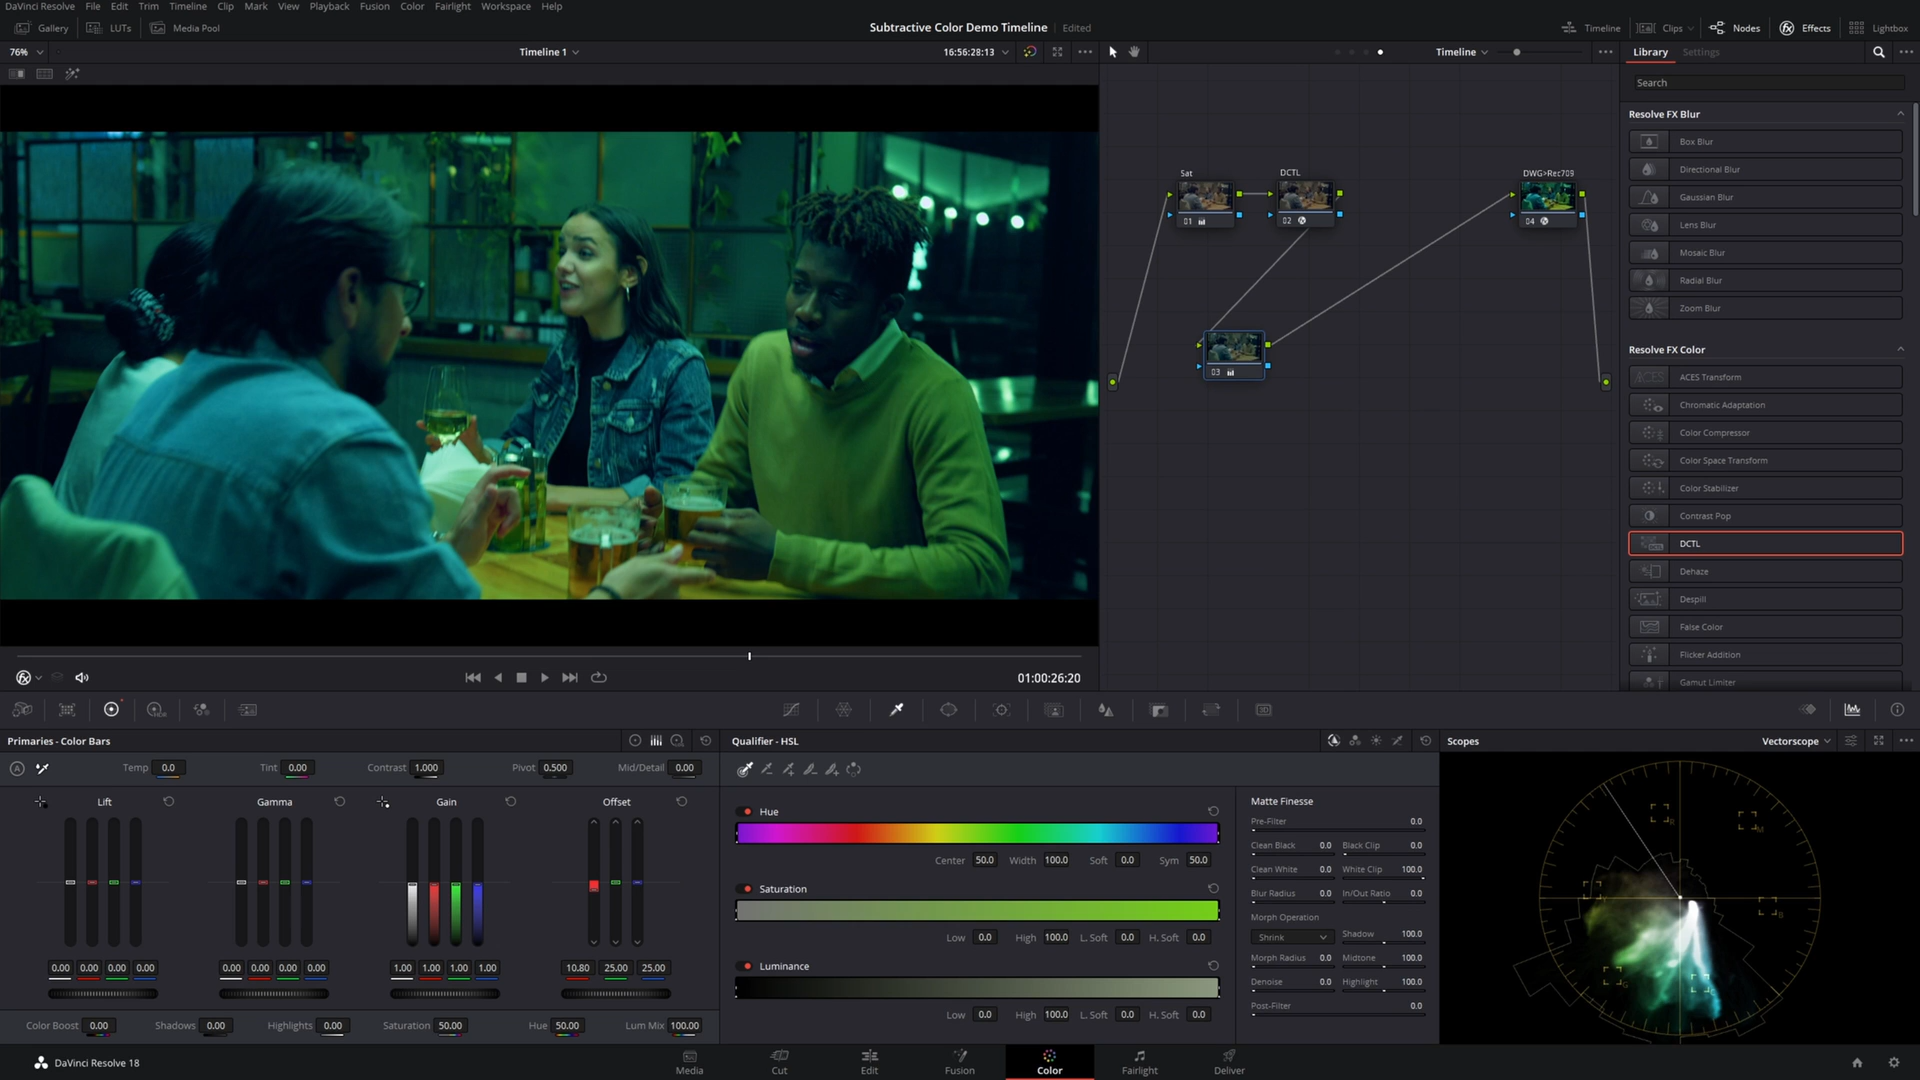 DaVinci Resolve File Edit Trim Timeline Clip Mark View Playback Fusion Color Fairlight Workspace Help
Gallery LUTs Media Pool Subtractive Color Demo Timeline Edited Timeline Clips Nodes Effects Lightbox
76% Timeline 1 16:56:28:13 Timeline Library Settings
Search
Resolve FX Blur
Box Blur
Directional Blur
Gaussian Blur
Lens Blur
Mosaic Blur
Radial Blur
Zoom Blur
Resolve FX Color
ACES Transform
Chromatic Adaptation
Color Compressor
Color Space Transform
Color Stabilizer
Contrast Pop
DCTL
Dehaze
Despill
False Color
Flicker Addition
Gamut Limiter
Sat DCTL DWG>Rec709
01 02 04
03
01:00:26:20
Primaries - Color Bars
Temp 0.0 Tint 0.00 Contrast 1.000 Pivot 0.500 Mid/Detail 0.00
Lift Gamma Gain Offset
0.00 0.00 0.00 0.00 0.00 0.00 0.00 0.00 1.00 1.00 1.00 1.00 10.80 25.00 25.00
Color Boost 0.00 Shadows 0.00 Highlights 0.00 Saturation 50.00 Hue 50.00 Lum Mix 100.00
Qualifier - HSL
Hue
Center 50.0 Width 100.0 Soft 0.0 Sym 50.0
Saturation
Low 0.0 High 100.0 L. Soft 0.0 H. Soft 0.0
Luminance
Low 0.0 High 100.0 L. Soft 0.0 H. Soft 0.0
Matte Finesse
Pre-Filter 0.0
Clean Black 0.0 Black Clip 0.0
Clean White 0.0 White Clip 100.0
Blur Radius 0.0 In/Out Ratio 0.0
Morph Operation
Shrink Shadow 100.0
Morph Radius 0.0 Midtone 100.0
Denoise 0.0 Highlight 100.0
Post-Filter 0.0
Scopes Vectorscope
DaVinci Resolve 18 Media Cut Edit Fusion Color Fairlight Deliver